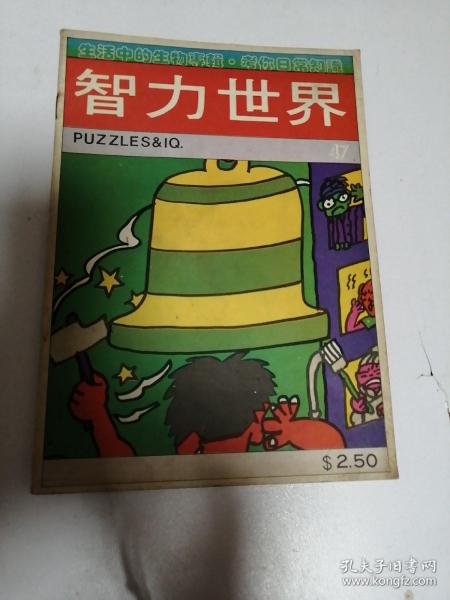 生活中的生物專輯・考你日常知識
智力世界
PUZZLES&IQ.
47
$2.50
孔夫子旧书网
www.kongfz.com